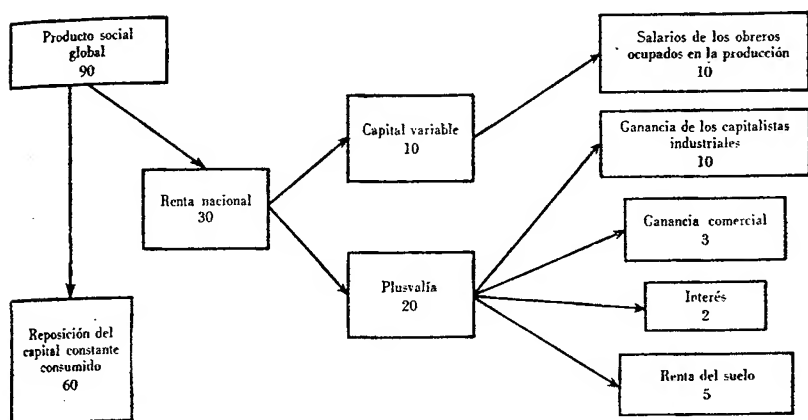 Producto social
global
90
Salarios de los obreros
ocupados en la producción
10
Capital variable
10
Ganancia de los capitalistas
industriales
10
Renta nacional
30
Ganancia comercial
3
Plusvalía
20
Interés
2
Reposición del
capital constante
consumido
60
Renta del suelo
5